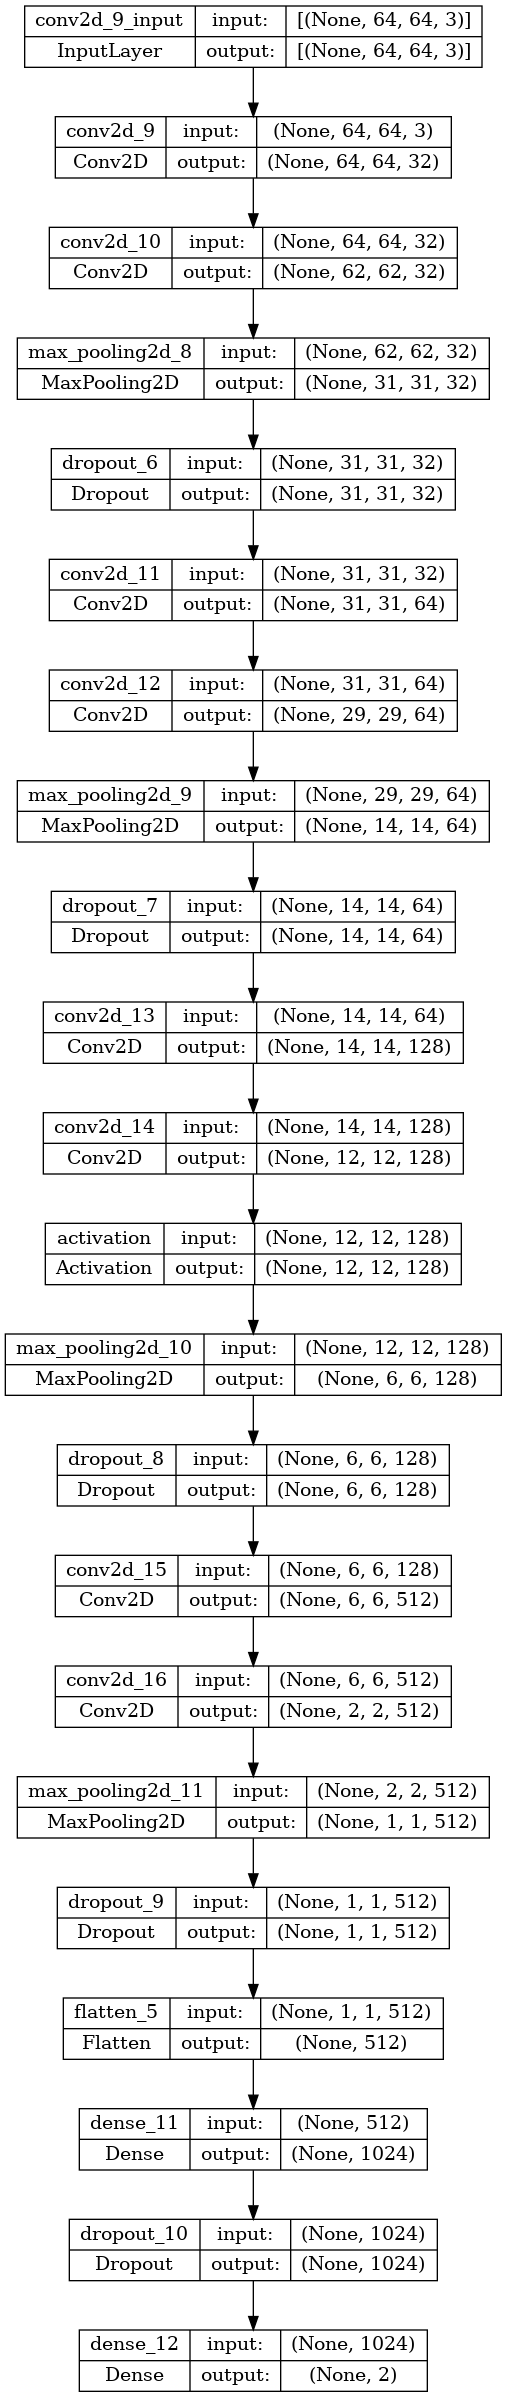 conv2d_9_input input: [(None, 64, 64, 3)]
InputLayer output: [(None, 64, 64, 3)]
conv2d_9 input: (None, 64, 64, 3)
Conv2D output: (None, 64, 64, 32)
conv2d_10 input: (None, 64, 64, 32)
Conv2D output: (None, 62, 62, 32)
max_pooling2d_8 input: (None, 62, 62, 32)
MaxPooling2D output: (None, 31, 31, 32)
dropout_6 input: (None, 31, 31, 32)
Dropout output: (None, 31, 31, 32)
conv2d_11 input: (None, 31, 31, 32)
Conv2D output: (None, 31, 31, 64)
conv2d_12 input: (None, 31, 31, 64)
Conv2D output: (None, 29, 29, 64)
max_pooling2d_9 input: (None, 29, 29, 64)
MaxPooling2D output: (None, 14, 14, 64)
dropout_7 input: (None, 14, 14, 64)
Dropout output: (None, 14, 14, 64)
conv2d_13 input: (None, 14, 14, 64)
Conv2D output: (None, 14, 14, 128)
conv2d_14 input: (None, 14, 14, 128)
Conv2D output: (None, 12, 12, 128)
activation input: (None, 12, 12, 128)
Activation output: (None, 12, 12, 128)
max_pooling2d_10 input: (None, 12, 12, 128)
MaxPooling2D output: (None, 6, 6, 128)
dropout_8 input: (None, 6, 6, 128)
Dropout output: (None, 6, 6, 128)
conv2d_15 input: (None, 6, 6, 128)
Conv2D output: (None, 6, 6, 512)
conv2d_16 input: (None, 6, 6, 512)
Conv2D output: (None, 2, 2, 512)
max_pooling2d_11 input: (None, 2, 2, 512)
MaxPooling2D output: (None, 1, 1, 512)
dropout_9 input: (None, 1, 1, 512)
Dropout output: (None, 1, 1, 512)
flatten_5 input: (None, 1, 1, 512)
Flatten output: (None, 512)
dense_11 input: (None, 512)
Dense output: (None, 1024)
dropout_10 input: (None, 1024)
Dropout output: (None, 1024)
dense_12 input: (None, 1024)
Dense output: (None, 2)